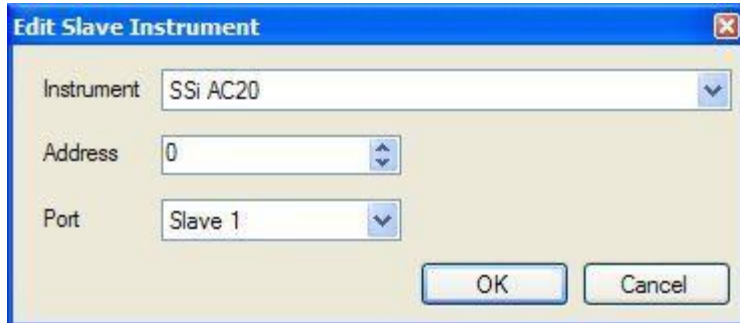 Edit Slave Instrument
Instrument SSi AC20
Address 0
Port Slave 1
OK Cancel